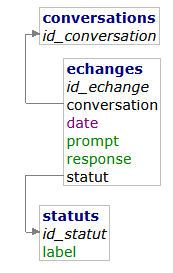 conversations
id_conversation
echanges
id_echange
conversation
date
prompt
response
statut
statuts
id_statut
label